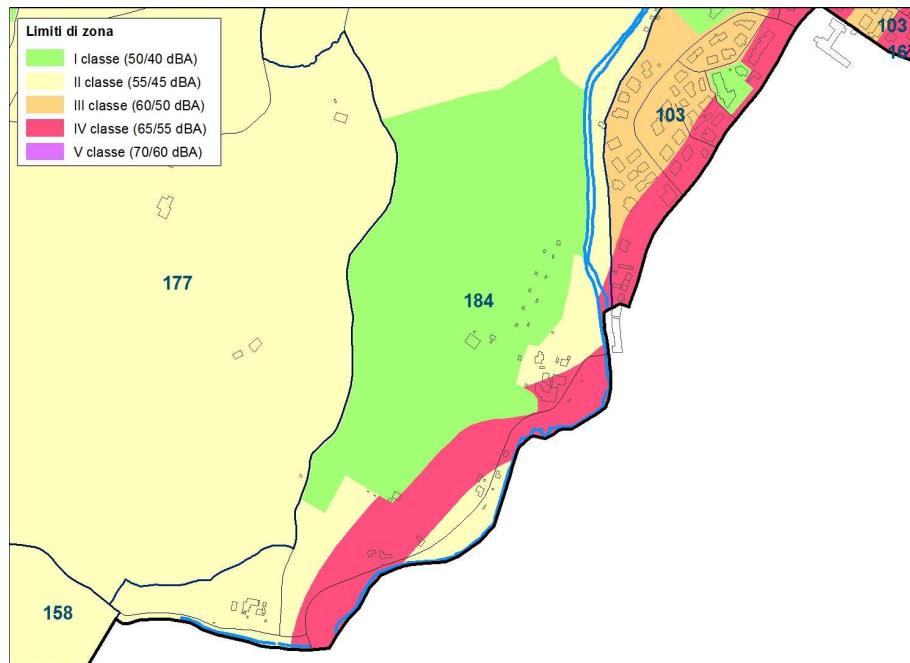 Limiti di zona
I classe (50/40 dBA)
II classe (55/45 dBA)
III classe (60/50 dBA)
IV classe (65/55 dBA)
V classe (70/60 dBA)
103
103
177
184
158